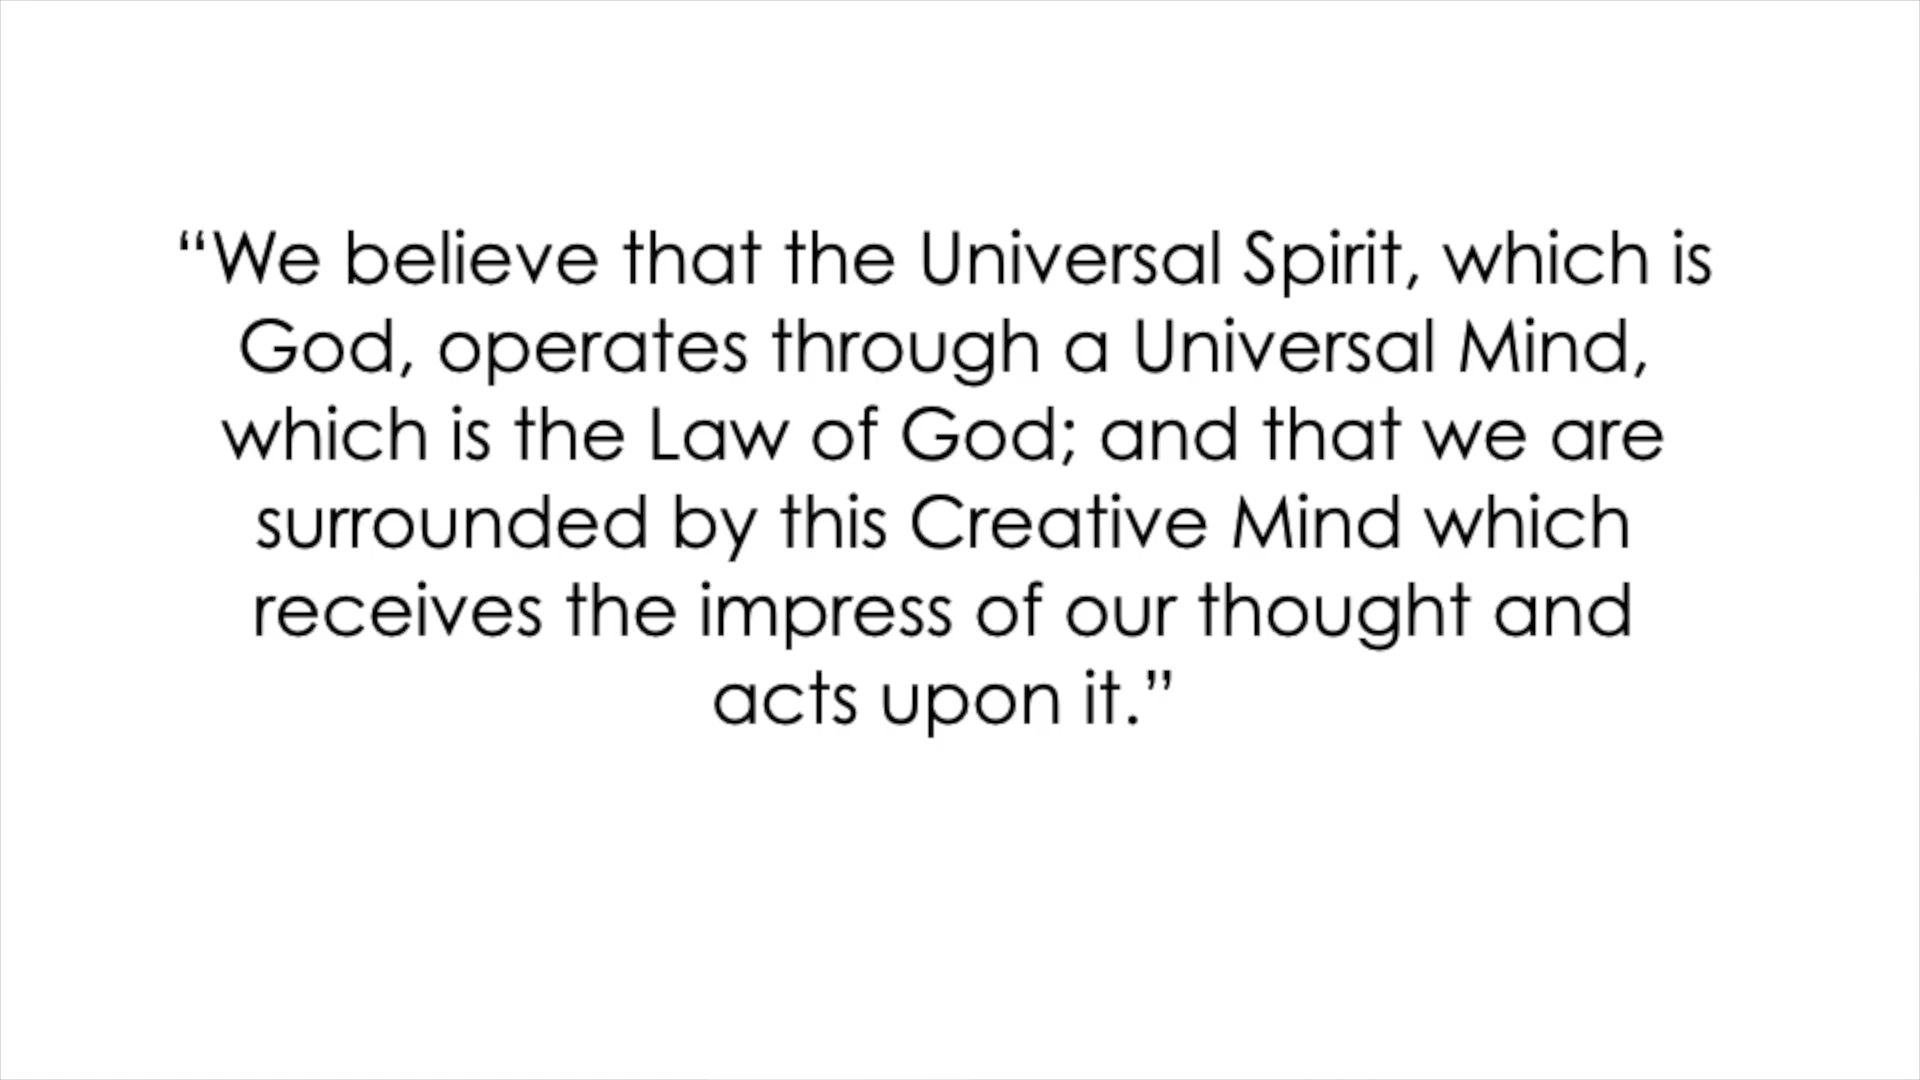 “We believe that the Universal Spirit, which is
God, operates through a Universal Mind,
which is the Law of God; and that we are
surrounded by this Creative Mind which
receives the impress of our thought and
acts upon it.”